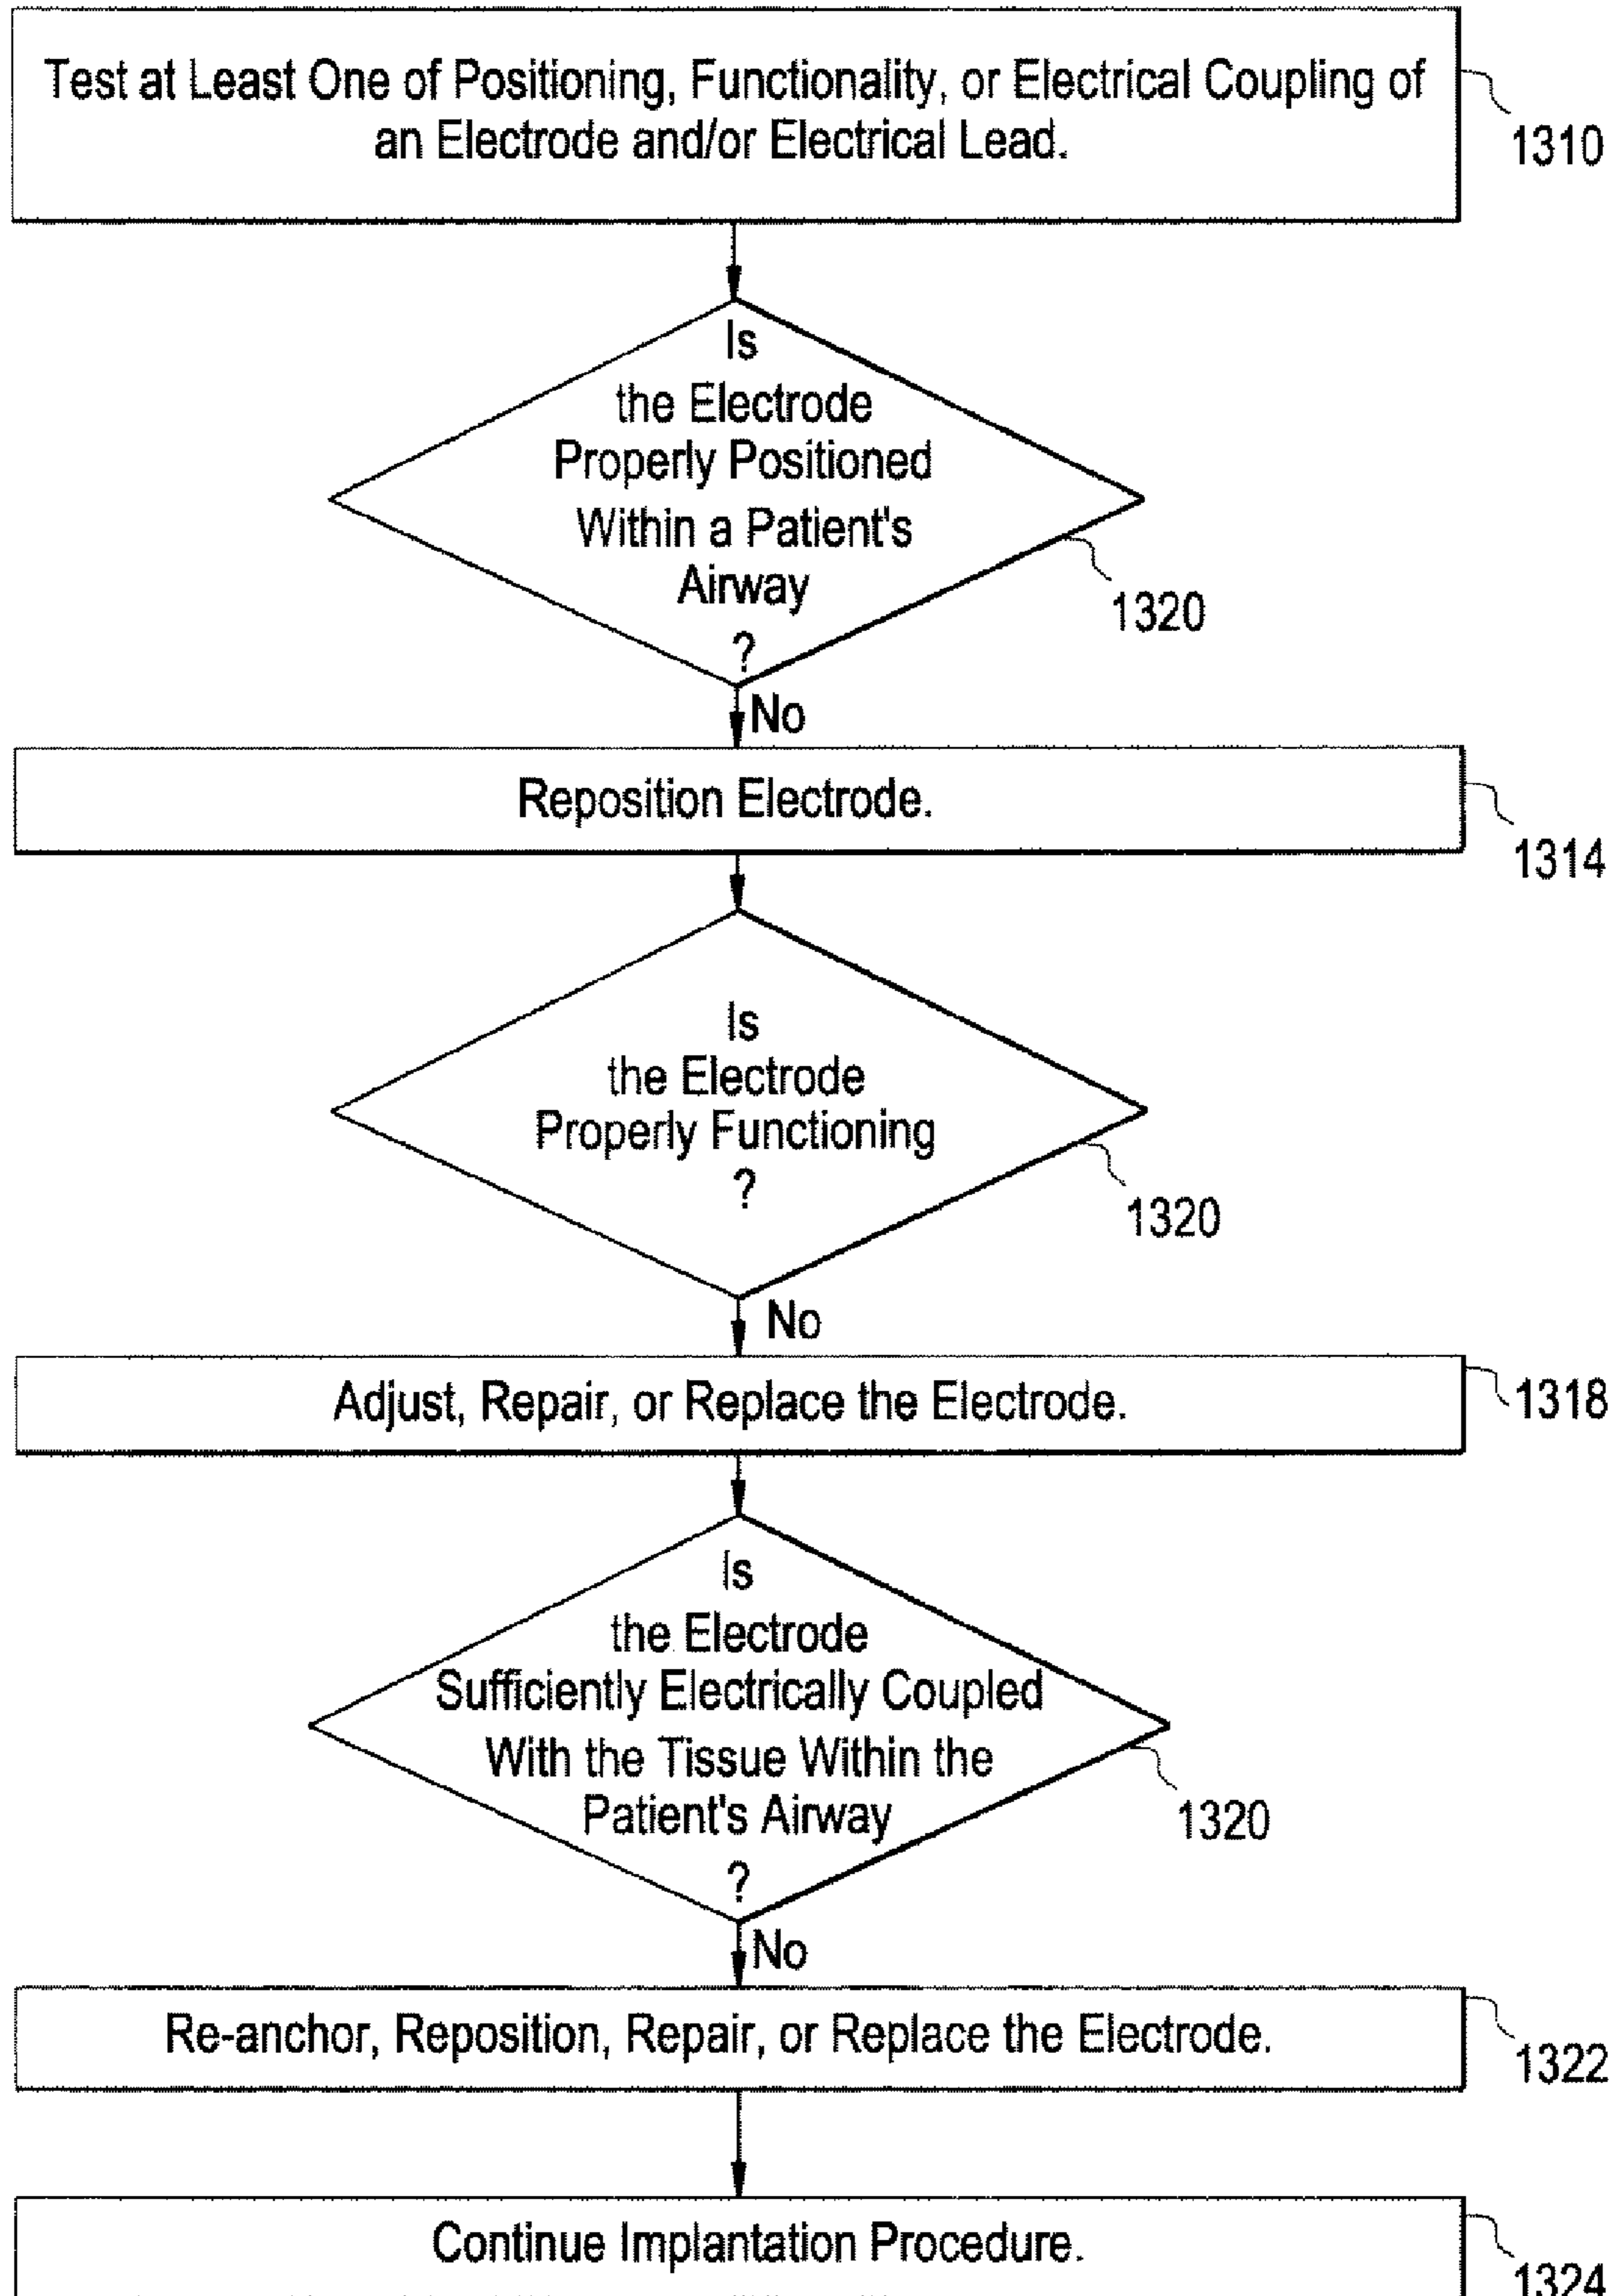 Test at Least One of Positioning, Functionality, or Electrical Coupling of
an Electrode and/or Electrical Lead.
1310
Is
the Electrode
Properly Positioned
Within a Patient's
Airway
?
1320
No
Reposition Electrode.
1314
Is
the Electrode
Properly Functioning
?
1320
No
Adjust, Repair, or Replace the Electrode.
1318
Is
the Electrode
Sufficiently Electrically Coupled
With the Tissue Within the
Patient's Airway
?
1320
No
Re-anchor, Reposition, Repair, or Replace the Electrode.
1322
Continue Implantation Procedure.
1324